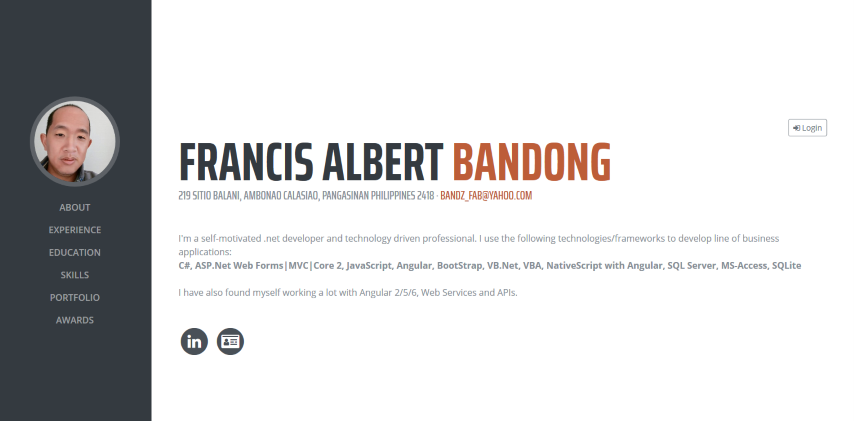 ABOUT
EXPERIENCE
EDUCATION
SKILLS
PORTFOLIO
AWARDS
Login
FRANCIS ALBERT BANDONG
219 SITIO BALANI, AMBONAO CALASIAO, PANGASINAN PHILIPPINES 2418 · BANDZ_FAB@YAHOO.COM
I'm a self-motivated .net developer and technology driven professional. I use the following technologies/frameworks to develop line of business
applications:
C#, ASP.Net Web Forms|MVC|Core 2, JavaScript, Angular, BootStrap, VB.Net, VBA, NativeScript with Angular, SQL Server, MS-Access, SQLite
I have also found myself working a lot with Angular 2/5/6, Web Services and APIs.
in